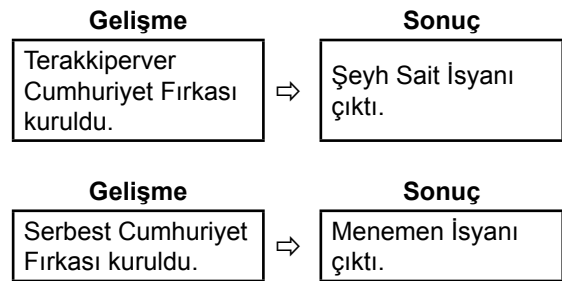 Gelişme
Sonuç
Terakkiperver
Cumhuriyet Fırkası
kuruldu.
⇨
Şeyh Sait İsyanı
çıktı.
Gelişme
Sonuç
Serbest Cumhuriyet
Fırkası kuruldu.
⇨
Menemen İsyanı
çıktı.